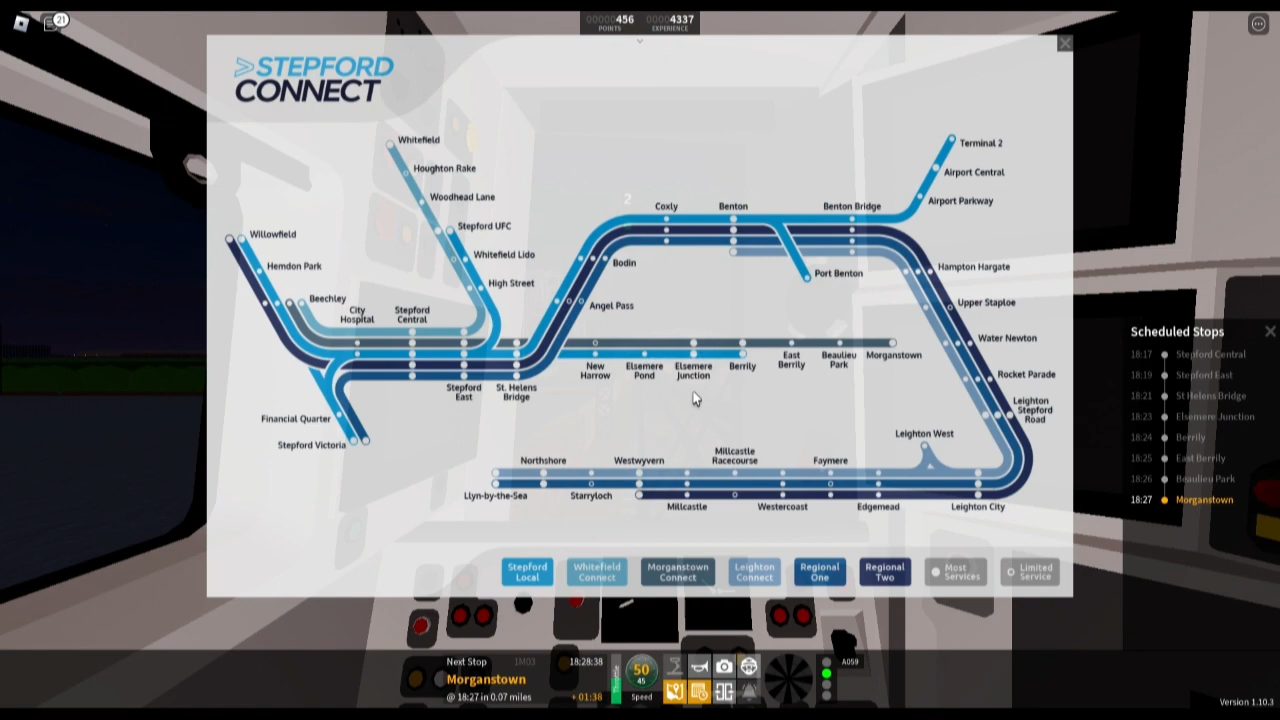 21
00000456
POINTS
00004337
EXPERIENCE
>STEPFORD
CONNECT
Whitefield
Houghton Rake
Woodhead Lane
Stepford UFC
Whitefield Lido
High Street
Willowfield
Hemdon Park
Beechley
City
Hospital
Stepford
Central
2
Coxly
Benton
Benton Bridge
Terminal 2
Airport Central
Airport Parkway
Bodin
Angel Pass
Port Benton
Hampton Hargate
Upper Staploe
Water Newton
Rocket Parade
Leighton
Stepford
Road
Financial Quarter
Stepford Victoria
Stepford
East
St. Helens
Bridge
New
Harrow
Elsemere
Pond
Elsemere
Junction
Berrily
East
Berrily
Beaulieu
Park
Morganstown
Leighton West
Northshore
Westwyvern
Millcastle
Racecourse
Faymere
Llyn-by-the-Sea
Starryloch
Millcastle
Westercoast
Edgemead
Leighton City
Stepford
Local
Whitefield
Connect
Morganstown
Connect
Leighton
Connect
Regional
One
Regional
Two
Most
Services
Limited
Service
Scheduled Stops
18:17 Stepford Central
18:19 Stepford East
18:21 St Helens Bridge
18:23 Elsemere Junction
18:24 Berrily
18:25 East Berrily
18:26 Beaulieu Park
18:27 Morganstown
Next Stop 1M03 18:28:38
Morganstown
@ 18:27 in 0.07 miles + 01:36
Throttle
50
45
Speed
A059
Version 1.10.3